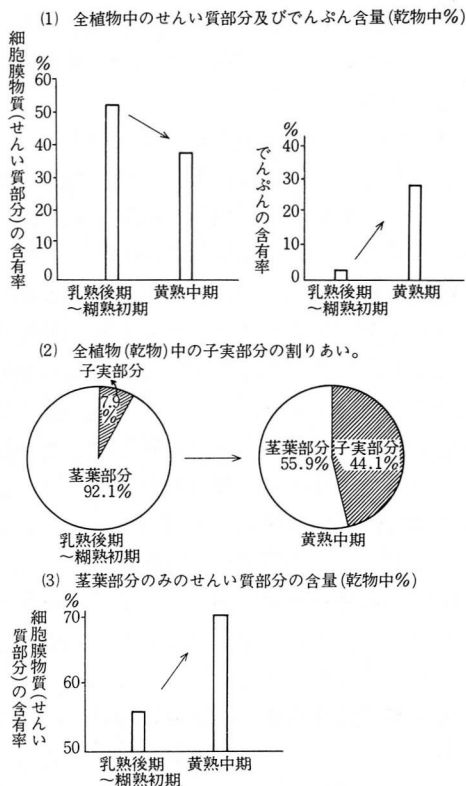 (1) 全植物中のせんい質部分及びでんぷん含量(乾物中%)
細胞膜物質(せんい質部分)の含有率
%
60
50
40
30
20
10
0
乳熟後期
~糊熟初期
黄熟中期
でんぷんの含有率
%
40
30
20
10
0
乳熟後期
~糊熟初期
黄熟期
(2) 全植物(乾物)中の子実部分の割りあい。
子実部分
7.9
%
茎葉部分
92.1%
乳熟後期
~糊熟初期
茎葉部分
55.9%
子実部分
44.1%
黄熟中期
(3) 茎葉部分のみのせんい質部分の含量(乾物中%)
細胞膜物質(せんい
質部分)の含有率
%
70
60
50
乳熟後期
~糊熟初期
黄熟中期